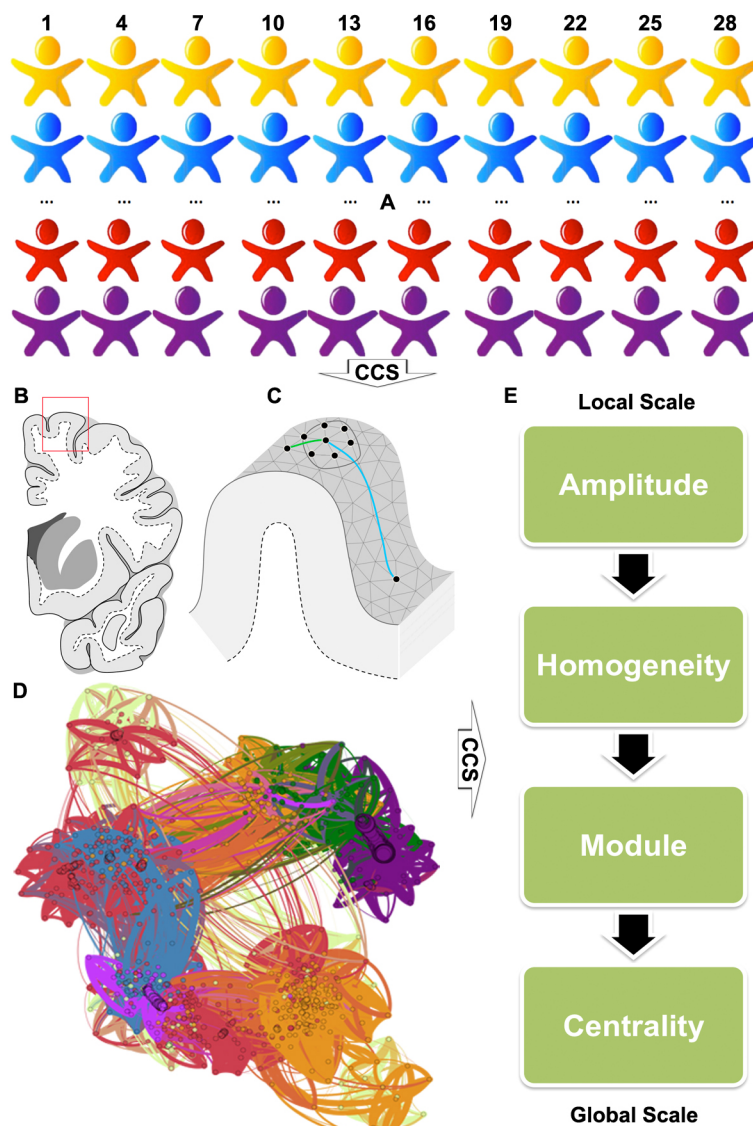 1 4 7 10 13 16 19 22 25 28
... ... ... ... ... A ... ... ... ... ...
CCS
B C E Local Scale
Amplitude
Homogeneity
D
CCS
Module
Centrality
Global Scale